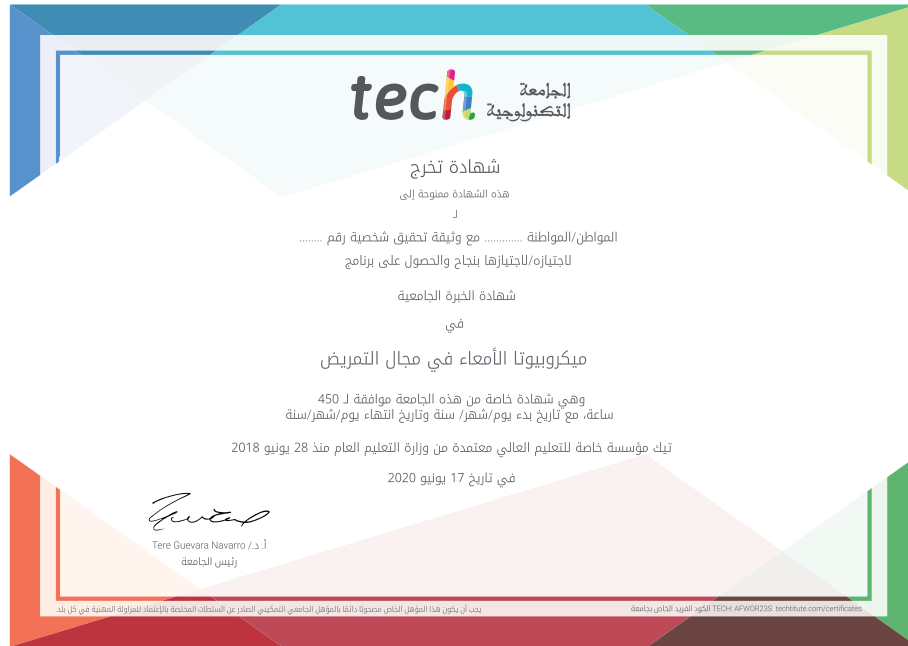 tech
الجامعة
التكنولوجية
شهادة تخرج
هذه الشهادة ممنوحة إلى
لـ
المواطن/المواطنة ............ مع وثيقة تحقيق شخصية رقم ........
لاجتيازه/لاجتيازها بنجاح والحصول على برنامج
شهادة الخبرة الجامعية
في
ميكروبيوتا الأمعاء في مجال التمريض
وهي شهادة خاصة من هذه الجامعة موافقة لـ 450
ساعة، مع تاريخ بدء يوم/شهر/ سنة وتاريخ انتهاء يوم/شهر/سنة
تيك مؤسسة خاصة للتعليم العالي معتمدة من وزارة التعليم العام منذ 28 يونيو 2018
في تاريخ 17 يونيو 2020
أ. د./ Tere Guevara Navarro
رئيس الجامعة
يجب أن يكون هذا المؤهل الخاص مصحوبًا دائمًا بالمؤهل الجامعي التمكيني الصادر عن السلطات المختصة بالإعتماد للمزاولة المهنية في كل بلد.
الكود الفريد الخاص بجامعة TECH: AFWOR23S techtitute.com/certificates